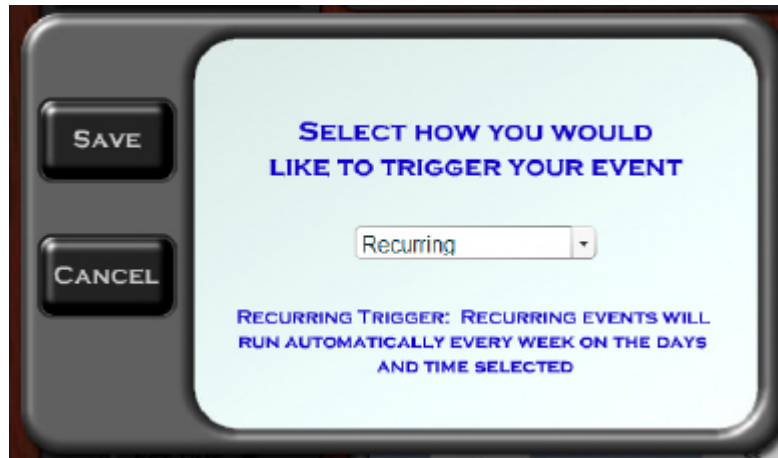 SAVE
CANCEL
SELECT HOW YOU WOULD
LIKE TO TRIGGER YOUR EVENT
Recurring
RECURRING TRIGGER: RECURRING EVENTS WILL
RUN AUTOMATICALLY EVERY WEEK ON THE DAYS
AND TIME SELECTED